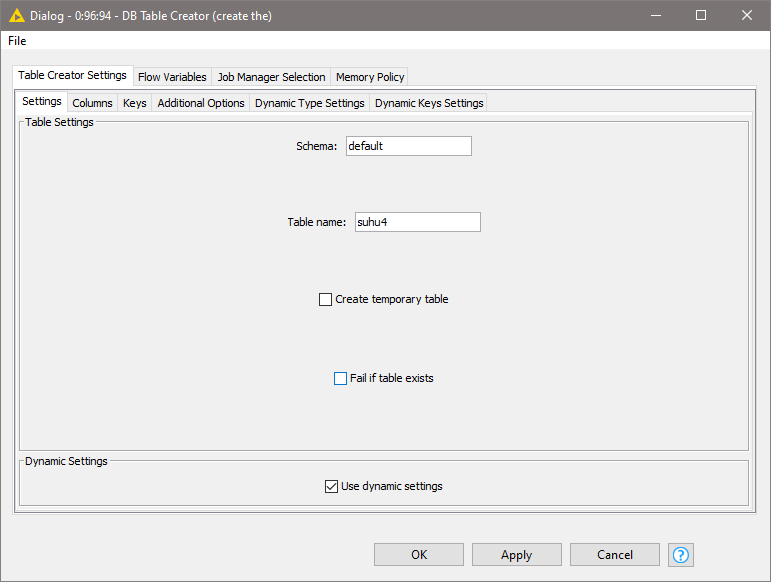 Dialog - 0:96:94 - DB Table Creator (create the)
File
Table Creator Settings Flow Variables Job Manager Selection Memory Policy
Settings Columns Keys Additional Options Dynamic Type Settings Dynamic Keys Settings
Table Settings
Schema: default
Table name: suhu4
Create temporary table
Fail if table exists
Dynamic Settings
Use dynamic settings
OK Apply Cancel ?